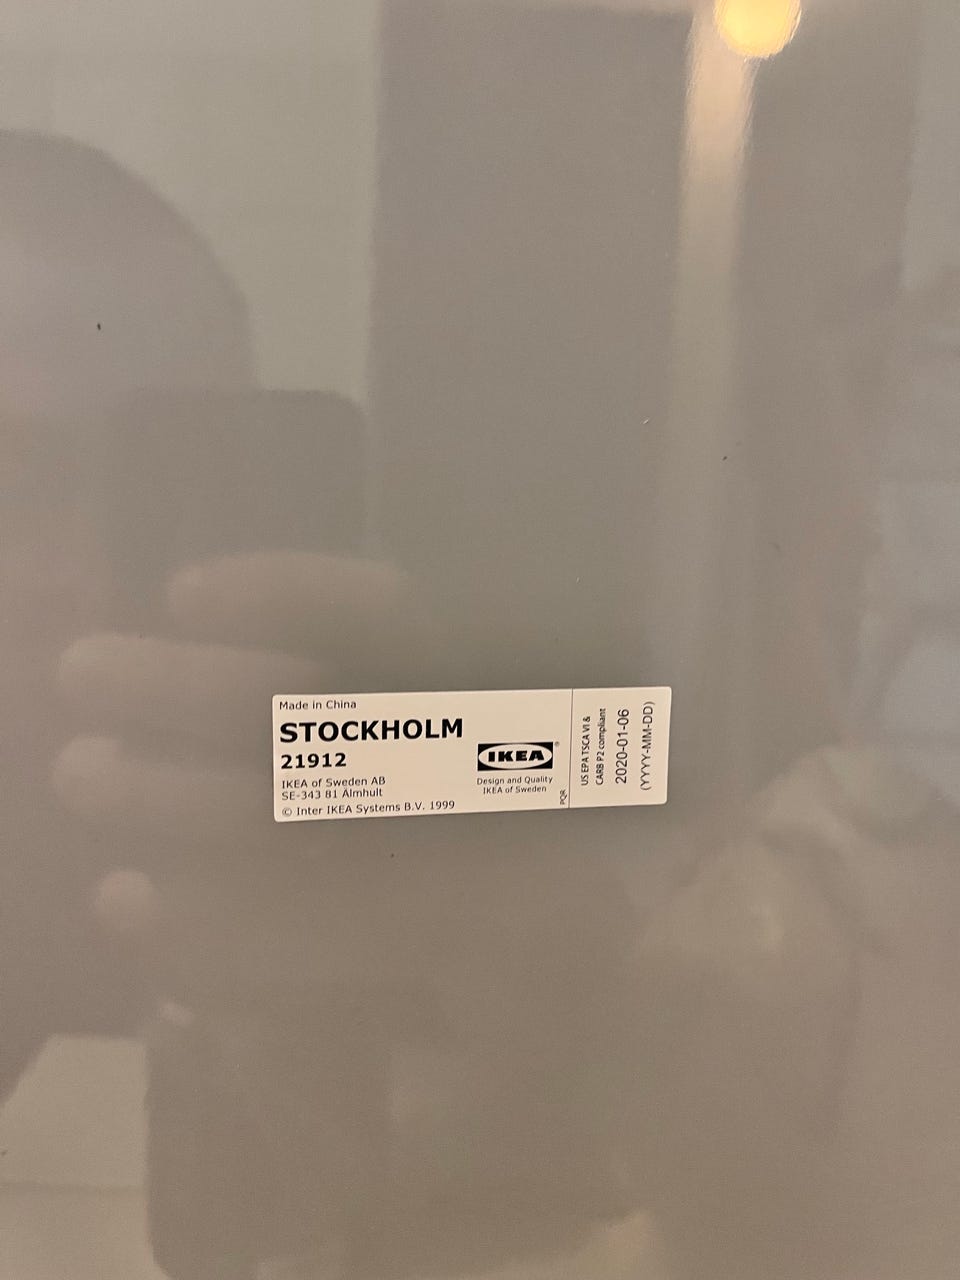 Made in China
STOCKHOLM
21912
IKEA of Sweden AB
SE-343 81 Älmhult
© Inter IKEA Systems B.V. 1999
IKEA®
Design and Quality
IKEA of Sweden
PQR
US EPA TSCA VI &
CARB P2 compliant
2020-01-06
(YYYY-MM-DD)